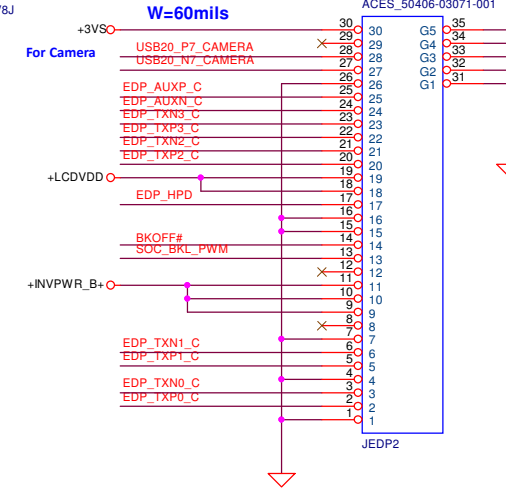 78J
W=60mils
ACES_50406-03071-001
+3VS
30 30 G5 35
29 29 G4 34
For Camera
USB20_P7_CAMERA 28 28 G3 33
USB20_N7_CAMERA 27 27 G2 32
26 26 G1 31
EDP_AUXP_C 25 25
EDP_AUXN_C 24 24
EDP_TXN3_C 23 23
EDP_TXP3_C 22 22
EDP_TXN2_C 21 21
EDP_TXP2_C 20 20
+LCDVDD 19 19
18 18
EDP_HPD 17 17
16 16
15 15
BKOFF# 14 14
SOC_BKL_PWM 13 13
12 12
+INVPWR_B+ 11 11
10 10
9 9
8 8
7 7
EDP_TXN1_C 6 6
EDP_TXP1_C 5 5
4 4
EDP_TXN0_C 3 3
EDP_TXP0_C 2 2
1 1
JEDP2